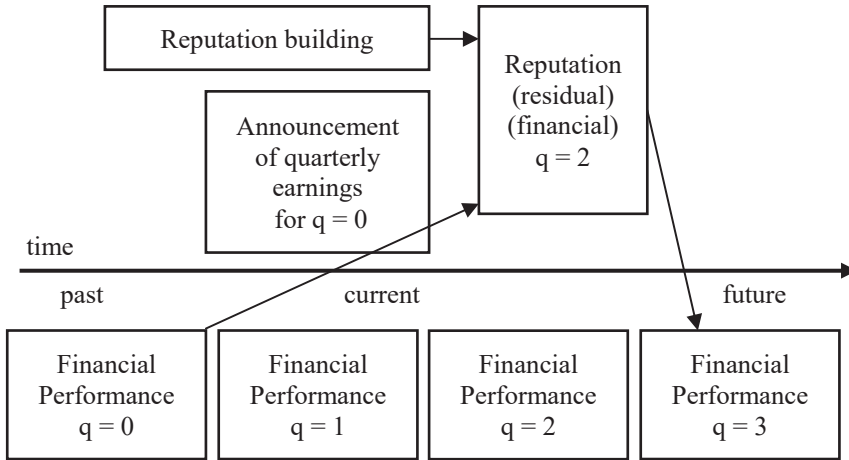 Reputation building
Reputation
(residual)
(financial)
q = 2
Announcement
of quarterly
earnings
for q = 0
time
past
current
future
Financial
Performance
q = 0
Financial
Performance
q = 1
Financial
Performance
q = 2
Financial
Performance
q = 3